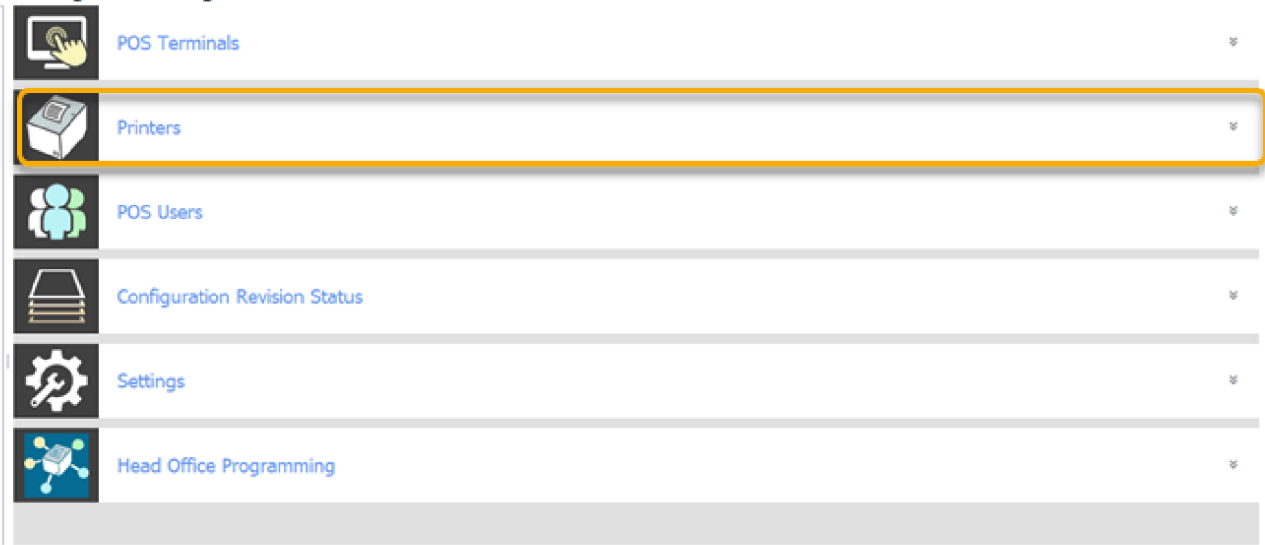 POS Terminals
Printers
POS Users
Configuration Revision Status
Settings
Head Office Programming